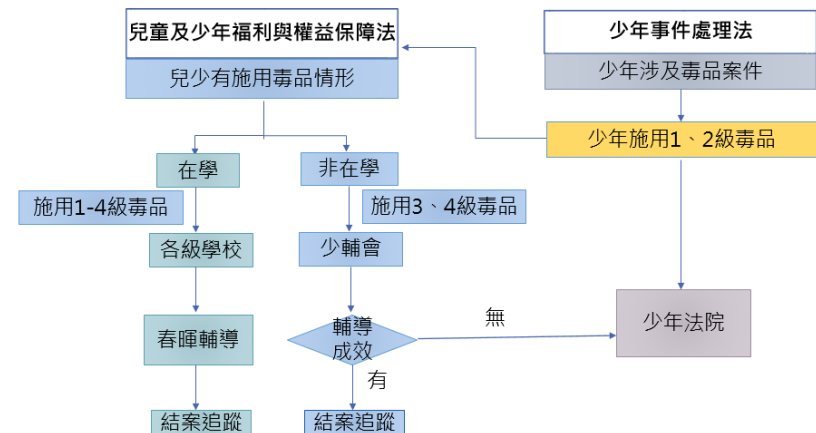 兒童及少年福利與權益保障法
兒少有施用毒品情形
少年事件處理法
少年涉及毒品案件
少年施用1、2級毒品
在學
非在學
施用1-4級毒品
施用3、4級毒品
各級學校
少輔會
春暉輔導
輔導
成效
無
少年法院
有
結案追蹤
結案追蹤